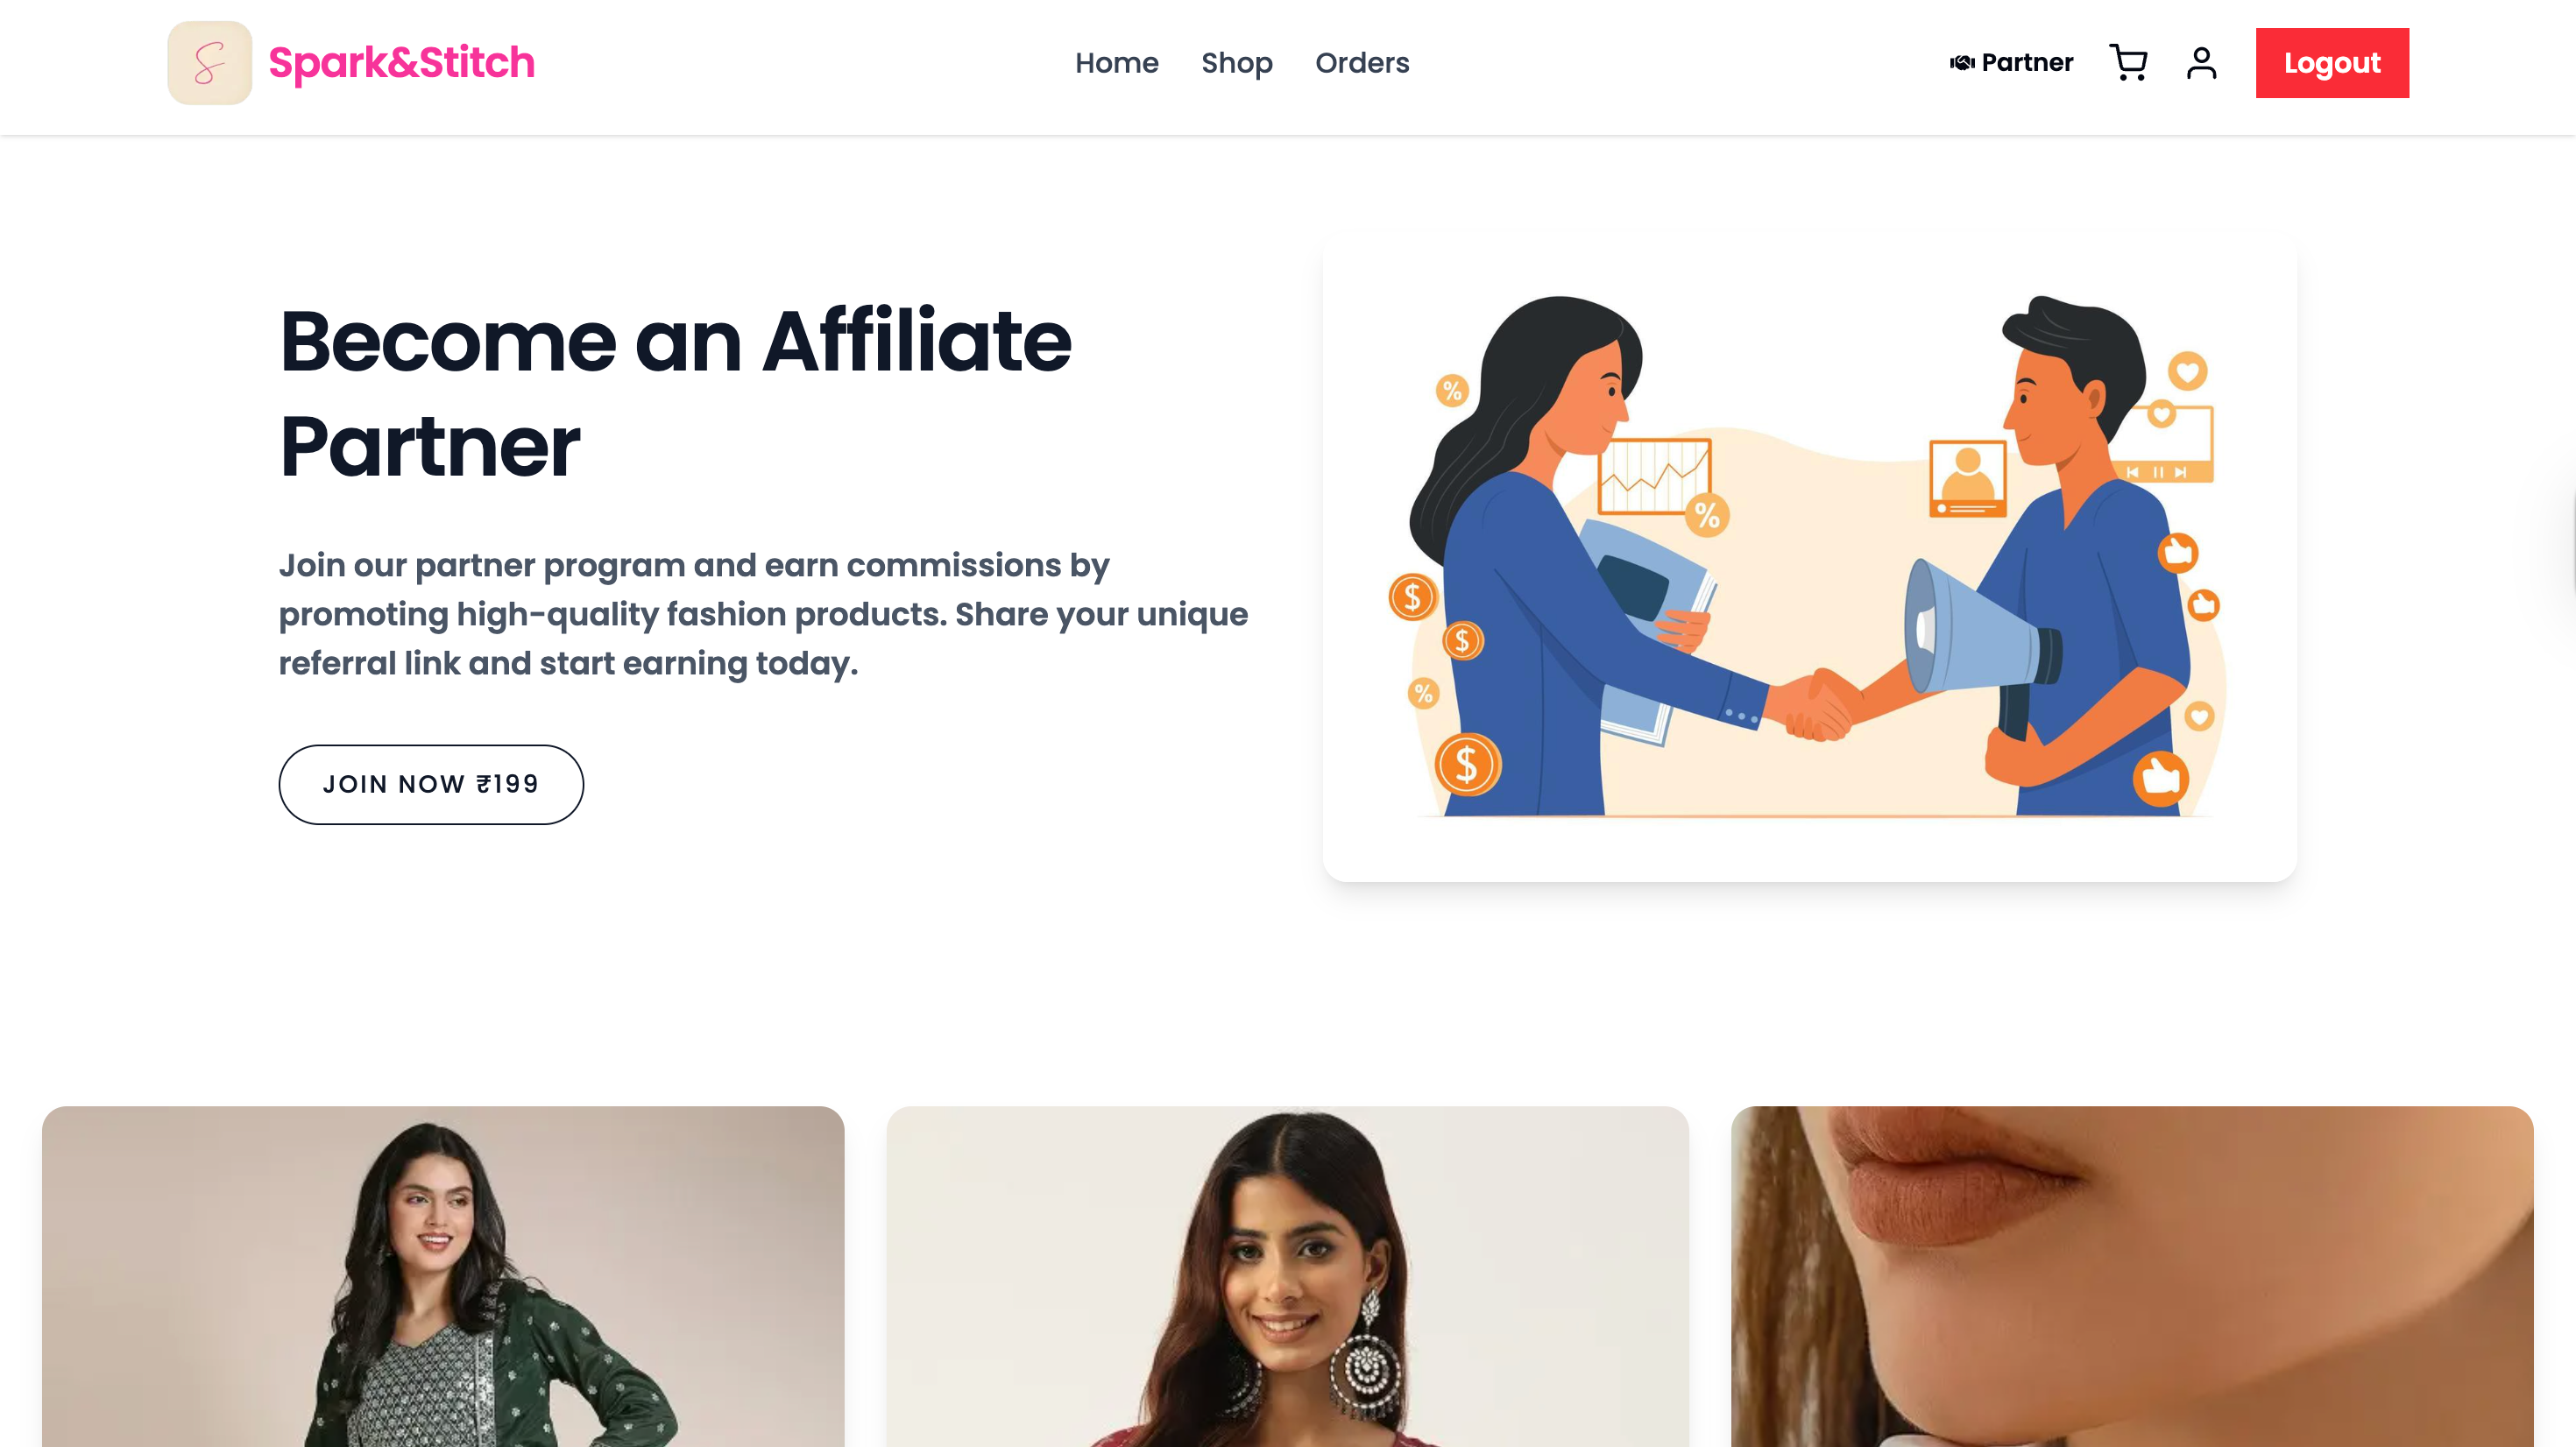 Spark&Stitch
Home
Shop
Orders
Partner
Logout
Become an Affiliate
Partner
Join our partner program and earn commissions by
promoting high-quality fashion products. Share your unique
referral link and start earning today.
JOIN NOW ₹199
%
%
$
$
%
$